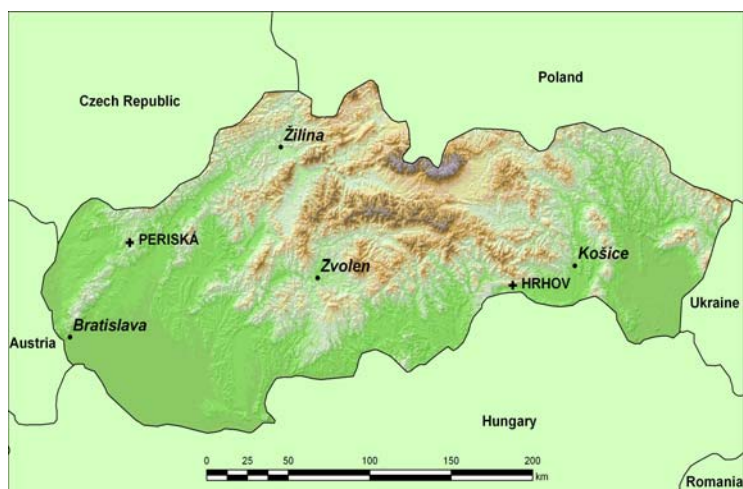 Poland
Czech Republic
Žilina
PERISKÁ
Košice
Zvolen
HRHOV
Ukraine
Bratislava
Austria
Hungary
0 25 50 100 150 200
km
Romania